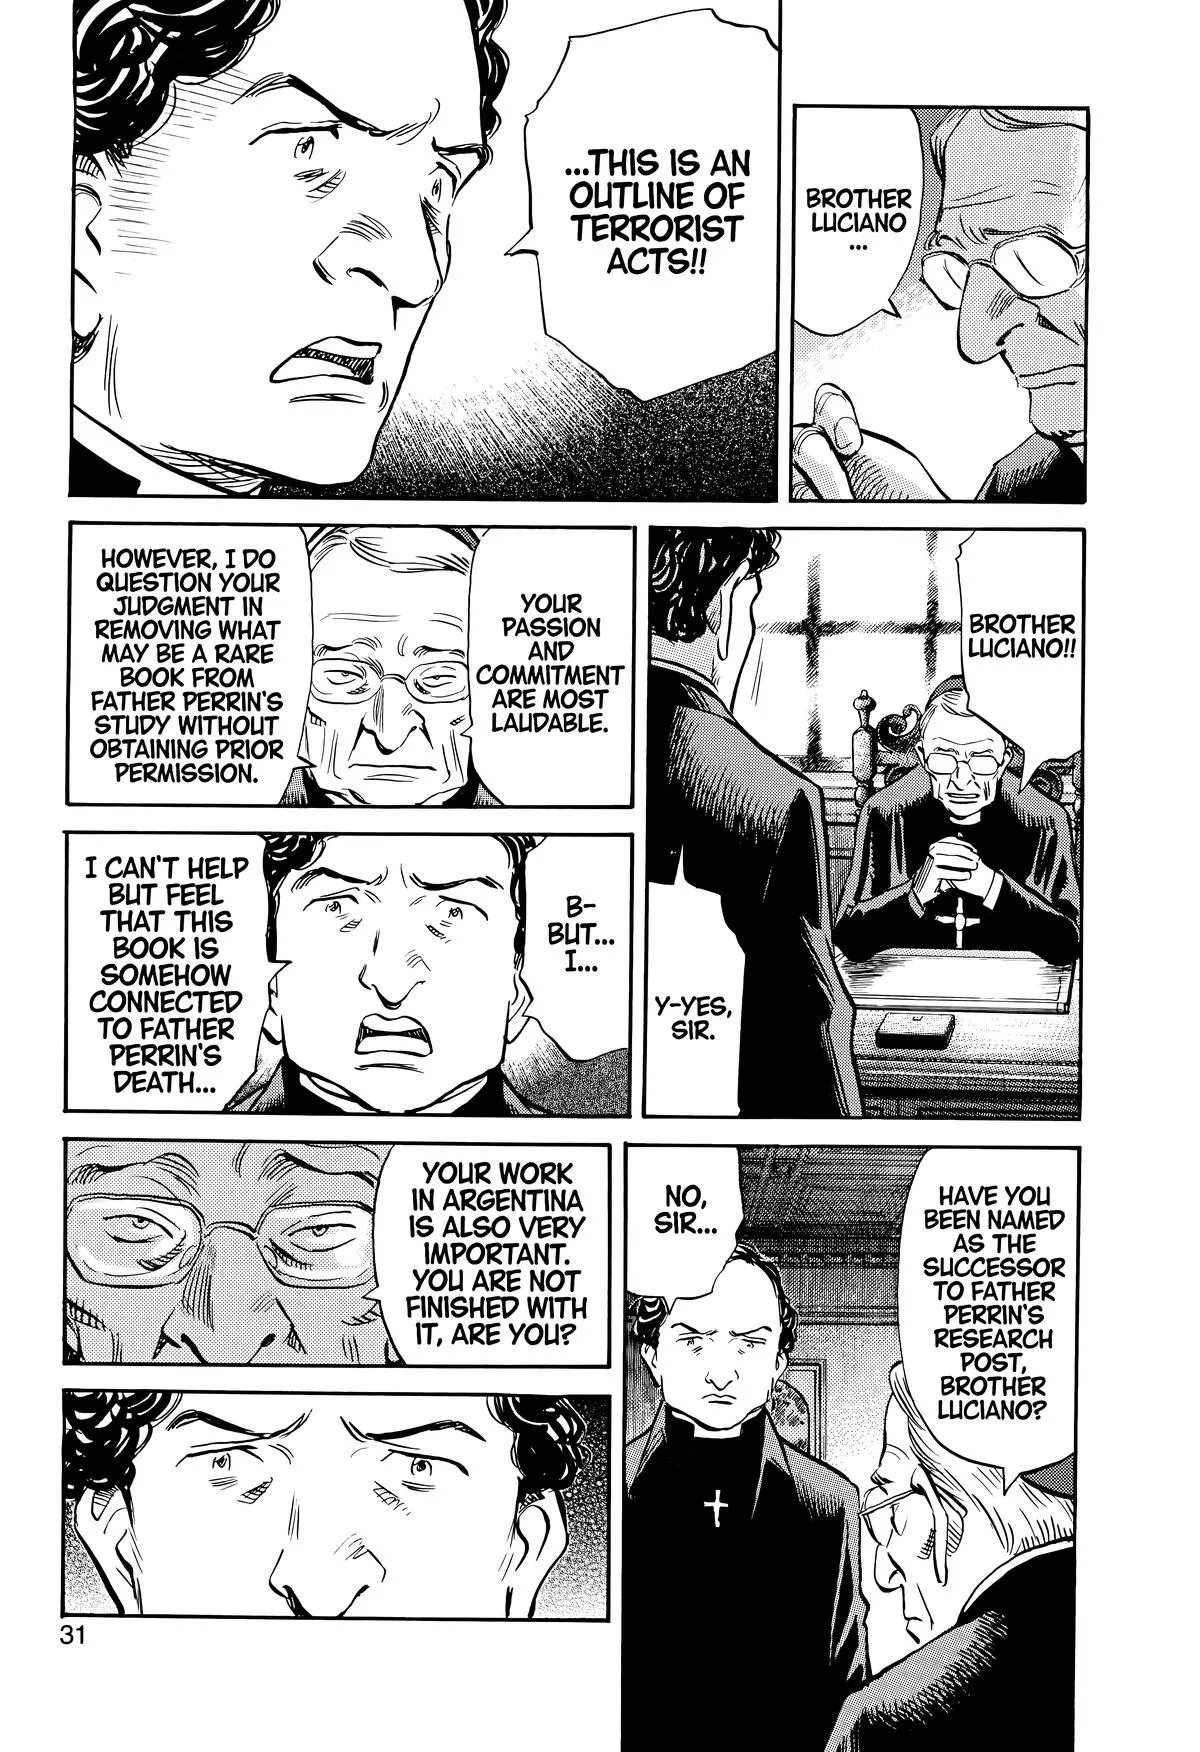 BROTHER
LUCIANO
...
...THIS IS AN
OUTLINE OF
TERRORIST
ACTS!!
BROTHER
LUCIANO!!
Y-YES,
SIR.
YOUR
PASSION
AND
COMMITMENT
ARE MOST
LAUDABLE.
HOWEVER, I DO
QUESTION YOUR
JUDGMENT IN
REMOVING WHAT
MAY BE A RARE
BOOK FROM
FATHER PERRIN'S
STUDY WITHOUT
OBTAINING PRIOR
PERMISSION.
B-
BUT...
I...
I CAN'T HELP
BUT FEEL
THAT THIS
BOOK IS
SOMEHOW
CONNECTED
TO FATHER
PERRIN'S
DEATH...
HAVE YOU
BEEN NAMED
AS THE
SUCCESSOR
TO FATHER
PERRIN'S
RESEARCH
POST,
BROTHER
LUCIANO?
NO,
SIR...
YOUR WORK
IN ARGENTINA
IS ALSO VERY
IMPORTANT.
YOU ARE NOT
FINISHED WITH
IT, ARE YOU?
31